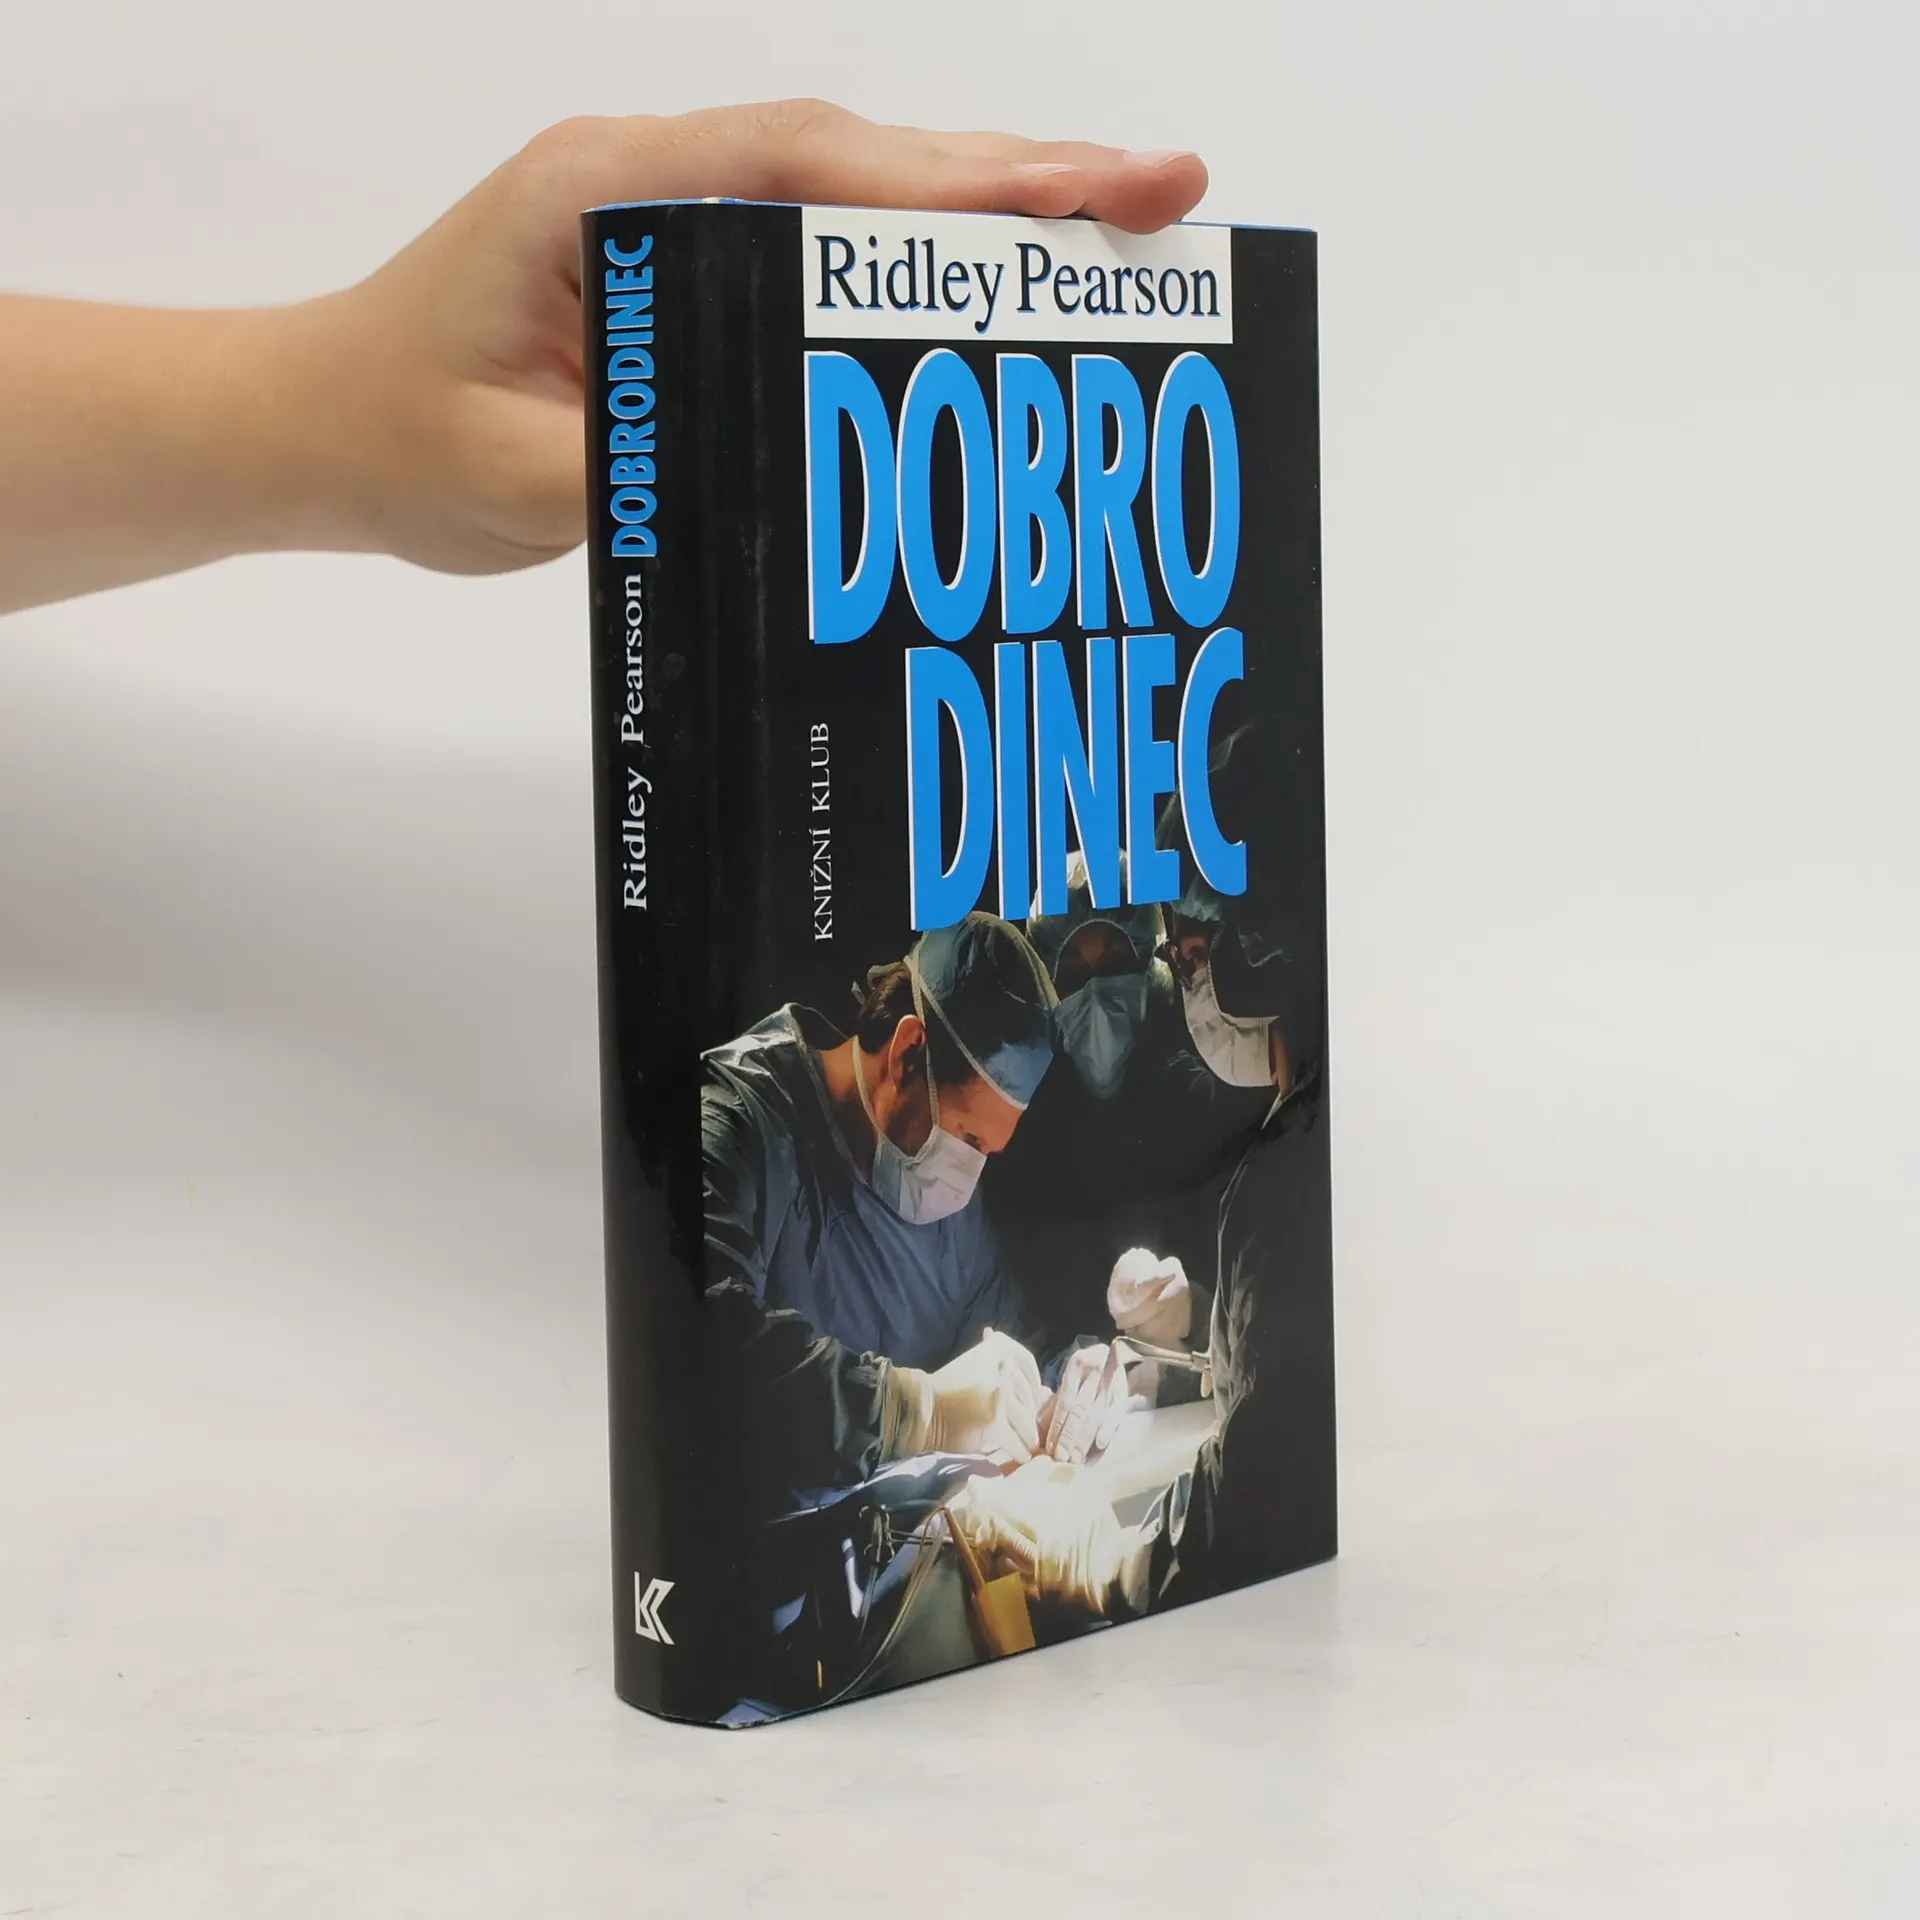 Ridley Pearson
DOBRO
DINEC
KNIŽNÍ KLUB
Ridley Pearson DOBRODINEC